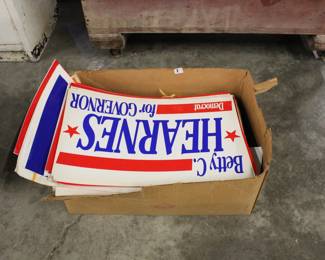 Betty C.
HEARNES
for GOVERNOR
Democrat